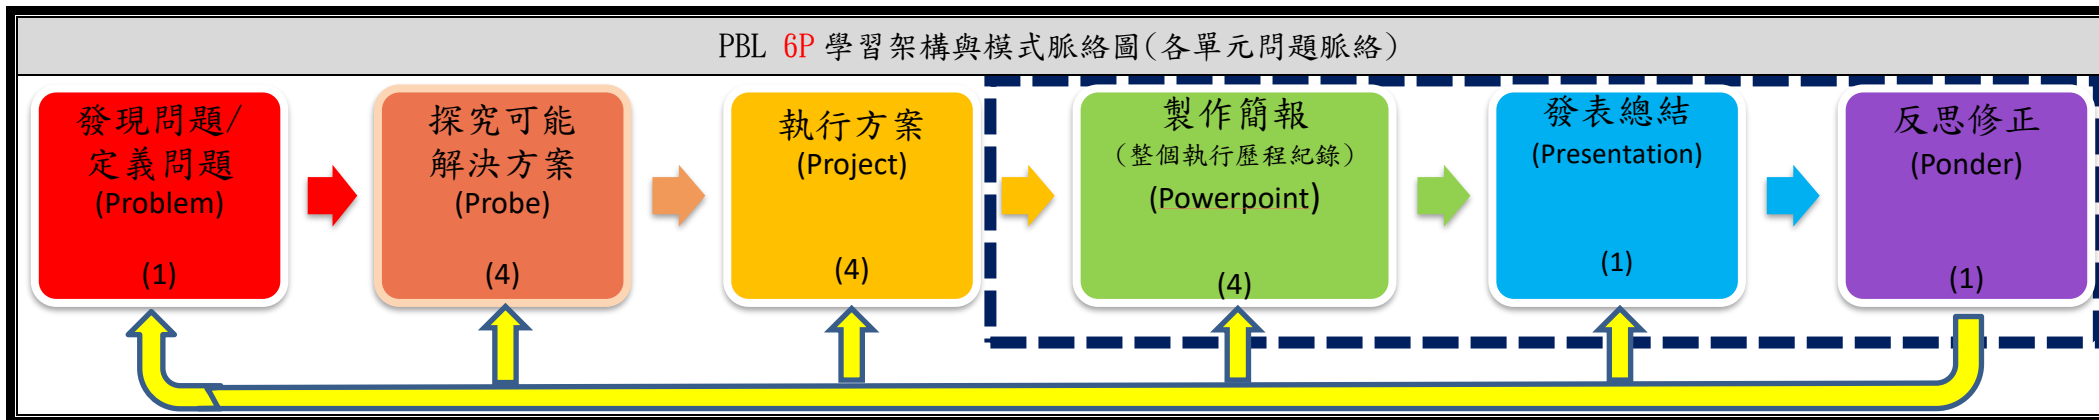 PBL 6P 學習架構與模式脈絡圖(各單元問題脈絡)
發現問題/
定義問題
(Problem)
(1)
探究可能
解決方案
(Probe)
(4)
執行方案
(Project)
(4)
製作簡報
(整個執行歷程紀錄)
(Powerpoint)
(4)
發表總結
(Presentation)
(1)
反思修正
(Ponder)
(1)